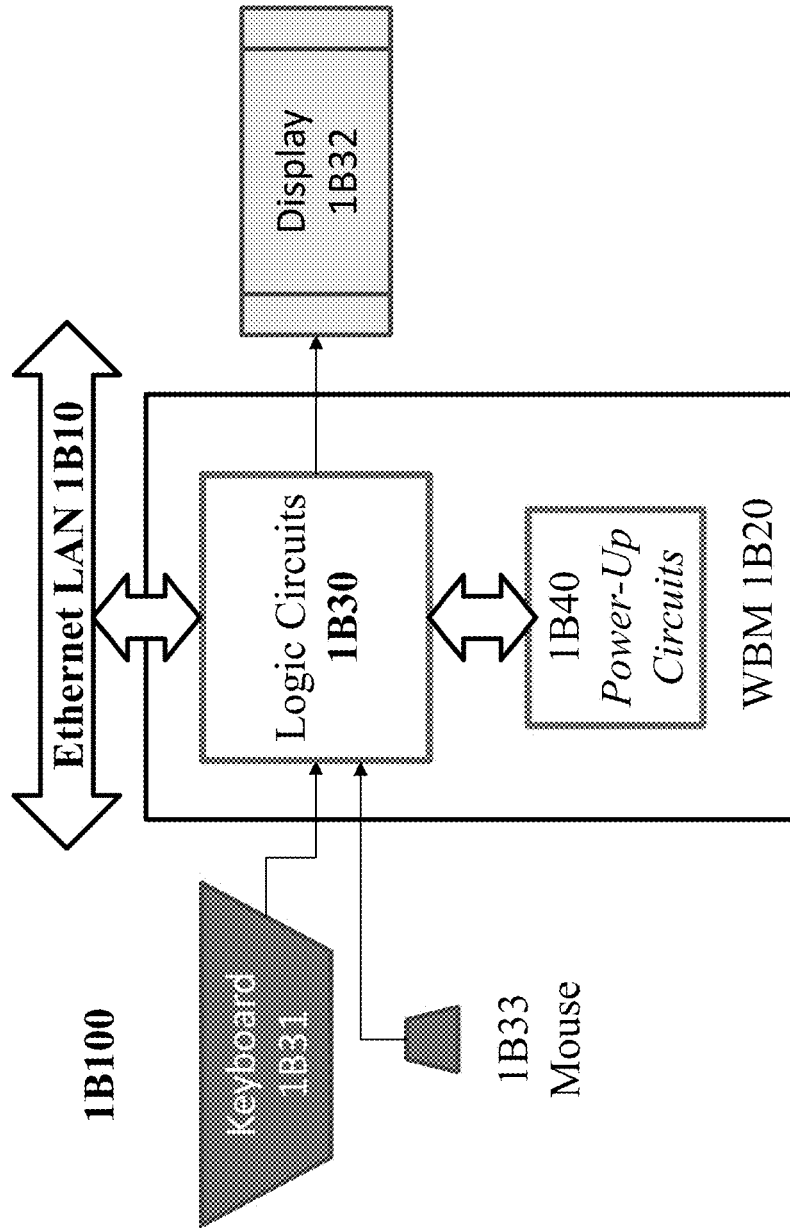 1B100
Ethernet LAN 1B10
Keyboard
1B31
1B33
Mouse
Logic Circuits
1B30
1B40
Power-Up
Circuits
WBM 1B20
Display
1B32